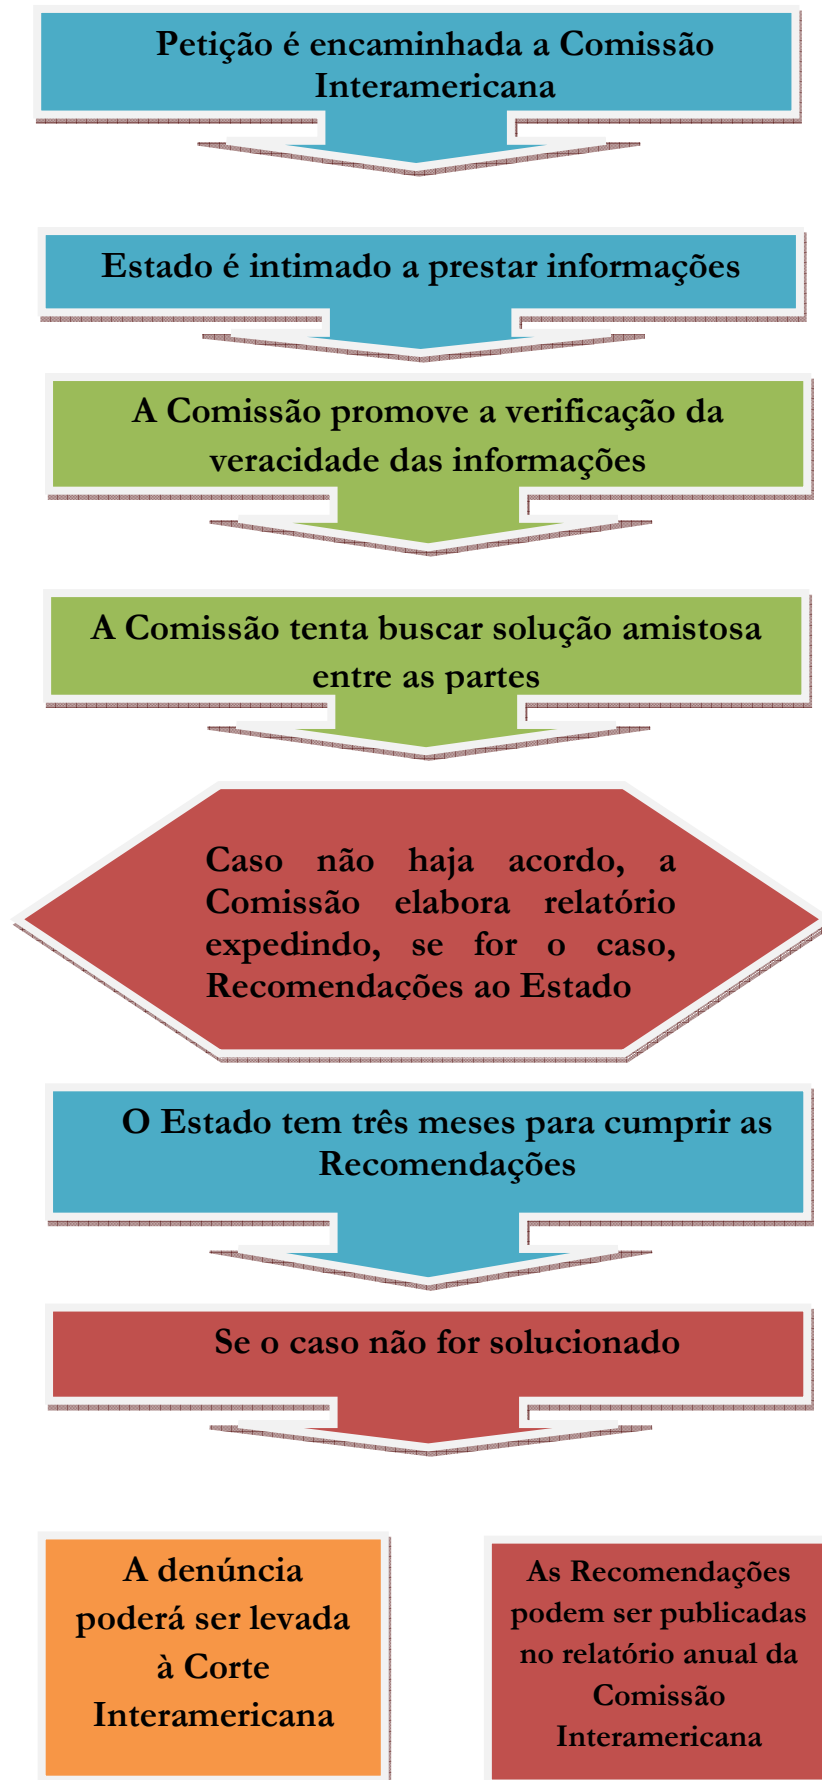 Petição é encaminhada a Comissão
Interamericana
Estado é intimado a prestar informações
A Comissão promove a verificação da
veracidade das informações
A Comissão tenta buscar solução amistosa
entre as partes
Caso não haja acordo, a
Comissão elabora relatório
expedindo, se for o caso,
Recomendações ao Estado
O Estado tem três meses para cumprir as
Recomendações
Se o caso não for solucionado
A denúncia
poderá ser levada
à Corte
Interamericana
As Recomendações
podem ser publicadas
no relatório anual da
Comissão
Interamericana